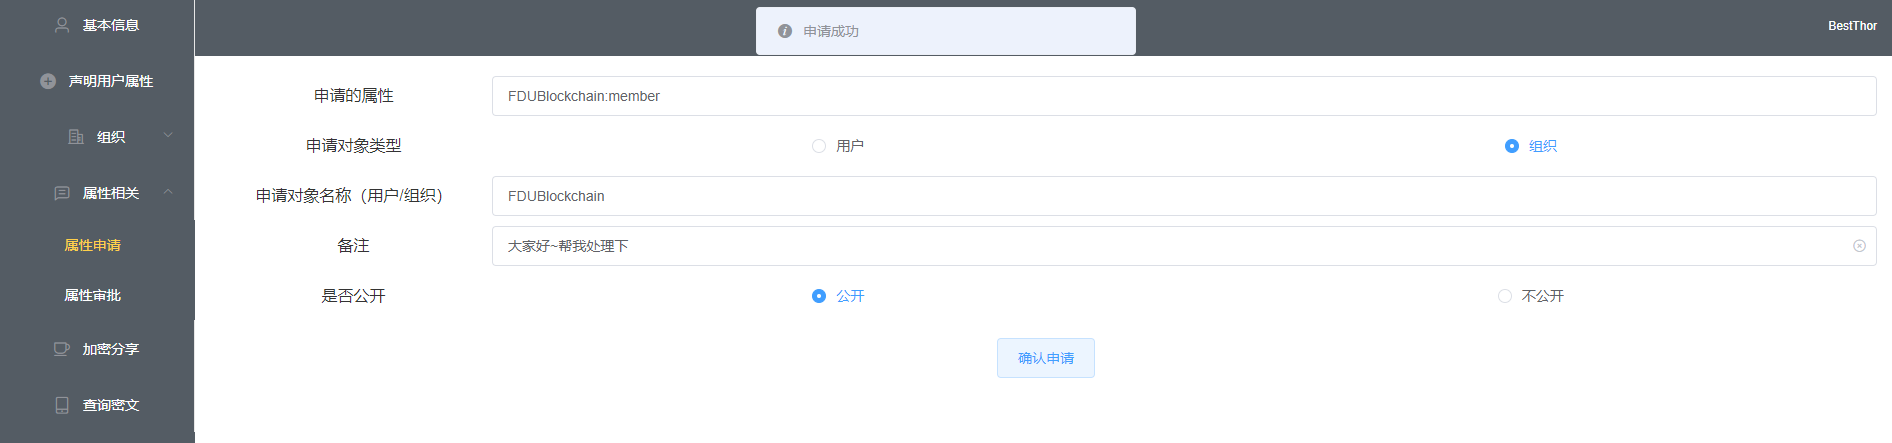 基本信息
声明用户属性
组织
属性相关
属性申请
属性审批
加密分享
查询密文
申请成功
BestThor
申请的属性
FDUBlockchain:member
申请对象类型
用户
组织
申请对象名称（用户/组织）
FDUBlockchain
备注
大家好~帮我处理下
是否公开
公开
不公开
确认申请